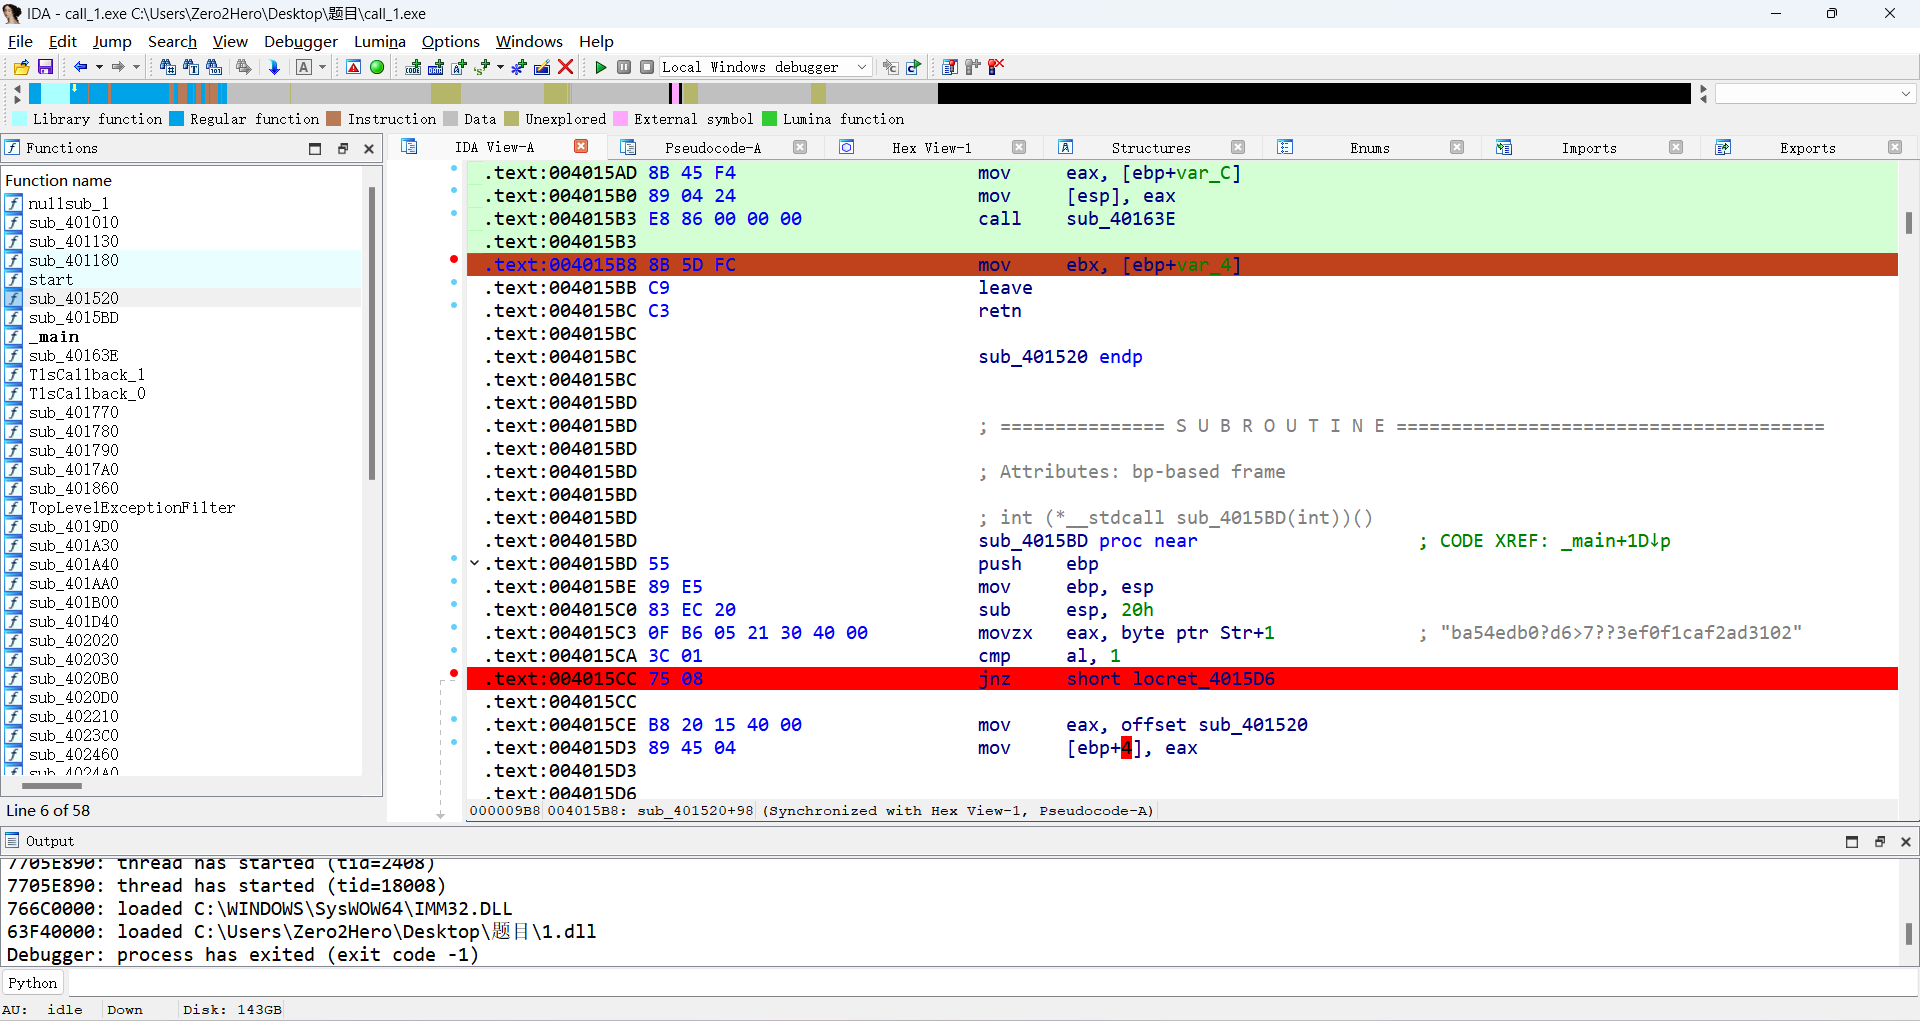 IDA - call_1.exe C:\Users\Zero2Hero\Desktop\题目\call_1.exe
File Edit Jump Search View Debugger Lumina Options Windows Help
Local Windows debugger
Library function Regular function Instruction Data Unexplored External symbol Lumina function
Functions
IDA View-A Pseudocode-A Hex View-1 Structures Enums Imports Exports
Function name
nullsub_1
sub_401010
sub_401130
sub_401180
start
sub_401520
sub_4015BD
_main
sub_40163E
TlsCallback_1
TlsCallback_0
sub_401770
sub_401780
sub_401790
sub_4017A0
sub_401860
TopLevelExceptionFilter
sub_4019D0
sub_401A30
sub_401A40
sub_401AA0
sub_401B00
sub_401D40
sub_402020
sub_402030
sub_4020B0
sub_4020D0
sub_402210
sub_4023C0
sub_402460
sub_4024A0
Line 6 of 58
.text:004015AD 8B 45 F4 mov eax, [ebp+var_C]
.text:004015B0 89 04 24 mov [esp], eax
.text:004015B3 E8 86 00 00 00 call sub_40163E
.text:004015B3
.text:004015B8 8B 5D FC mov ebx, [ebp+var_4]
.text:004015BB C9 leave
.text:004015BC C3 retn
.text:004015BC
.text:004015BC sub_401520 endp
.text:004015BC
.text:004015BD
.text:004015BD ; =============== S U B R O U T I N E =======================================
.text:004015BD
.text:004015BD ; Attributes: bp-based frame
.text:004015BD
.text:004015BD ; int (*__stdcall sub_4015BD(int))()
.text:004015BD sub_4015BD proc near ; CODE XREF: _main+1D↓p
.text:004015BD 55 push ebp
.text:004015BE 89 E5 mov ebp, esp
.text:004015C0 83 EC 20 sub esp, 20h
.text:004015C3 0F B6 05 21 30 40 00 movzx eax, byte ptr Str+1 ; "ba54edb0?d6>7??3ef0f1caf2ad3102"
.text:004015CA 3C 01 cmp al, 1
.text:004015CC 75 08 jnz short locret_4015D6
.text:004015CC
.text:004015CE B8 20 15 40 00 mov eax, offset sub_401520
.text:004015D3 89 45 04 mov [ebp+4], eax
.text:004015D3
.text:004015D6
000009B8 004015B8: sub_401520+98 (Synchronized with Hex View-1, Pseudocode-A)
Output
7705E890: thread has started (tid=2408)
7705E890: thread has started (tid=18008)
766C0000: loaded C:\WINDOWS\SysWOW64\IMM32.DLL
63F40000: loaded C:\Users\Zero2Hero\Desktop\题目\1.dll
Debugger: process has exited (exit code -1)
Python
AU: idle Down Disk: 143GB